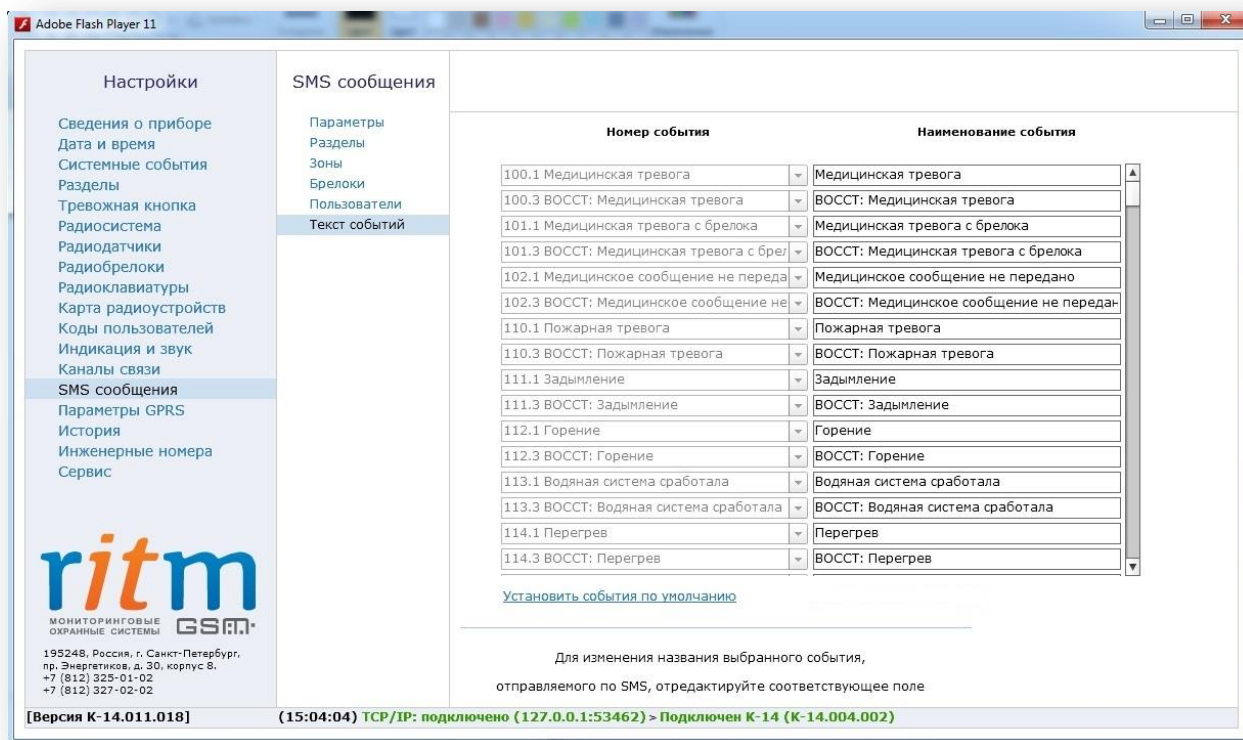 Adobe Flash Player 11
Настройки
Сведения о приборе
Дата и время
Системные события
Разделы
Тревожная кнопка
Радиосистема
Радиодатчики
Радиобрелоки
Радиоклавиатуры
Карта радиоустройств
Коды пользователей
Индикация и звук
Каналы связи
SMS сообщения
Параметры GPRS
История
Инженерные номера
Сервис
ritm
МОНИТОРИНГОВЫЕ
ОХРАННЫЕ СИСТЕМЫ
GSM
195248, Россия, г. Санкт-Петербург,
пр. Энергетиков, д. 30, корпус 8.
+7 (812) 325-01-02
+7 (812) 327-02-02
SMS сообщения
Параметры
Разделы
Зоны
Брелоки
Пользователи
Текст событий
Номер события Наименование события
100.1 Медицинская тревога Медицинская тревога
100.3 ВОССТ: Медицинская тревога ВОССТ: Медицинская тревога
101.1 Медицинская тревога с брелока Медицинская тревога с брелока
101.3 ВОССТ: Медицинская тревога с брел ВОССТ: Медицинская тревога с брелока
102.1 Медицинское сообщение не переда Медицинское сообщение не передано
102.3 ВОССТ: Медицинское сообщение не ВОССТ: Медицинское сообщение не передан
110.1 Пожарная тревога Пожарная тревога
110.3 ВОССТ: Пожарная тревога ВОССТ: Пожарная тревога
111.1 Задымление Задымление
111.3 ВОССТ: Задымление ВОССТ: Задымление
112.1 Горение Горение
112.3 ВОССТ: Горение ВОССТ: Горение
113.1 Водяная система сработала Водяная система сработала
113.3 ВОССТ: Водяная система сработала ВОССТ: Водяная система сработала
114.1 Перегрев Перегрев
114.3 ВОССТ: Перегрев ВОССТ: Перегрев
Установить события по умолчанию
Для изменения названия выбранного события,
отправляемого по SMS, отредактируйте соответствующее поле
[Версия К-14.011.018] (15:04:04) TCP/IP: подключено (127.0.0.1:53462) > Подключен К-14 (К-14.004.002)